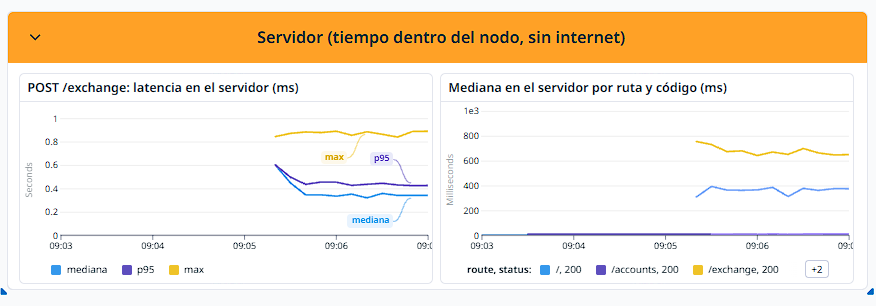 Servidor (tiempo dentro del nodo, sin internet)
POST /exchange: latencia en el servidor (ms)
1
0.8
0.6
0.4
0.2
0
Seconds
max
p95
mediana
09:03
09:04
09:05
09:06
09:0
mediana
p95
max
Mediana en el servidor por ruta y código (ms)
1e3
800
600
400
200
0
Milliseconds
09:03
09:04
09:05
09:06
09:0
route, status:
/, 200
/accounts, 200
/exchange, 200
+2